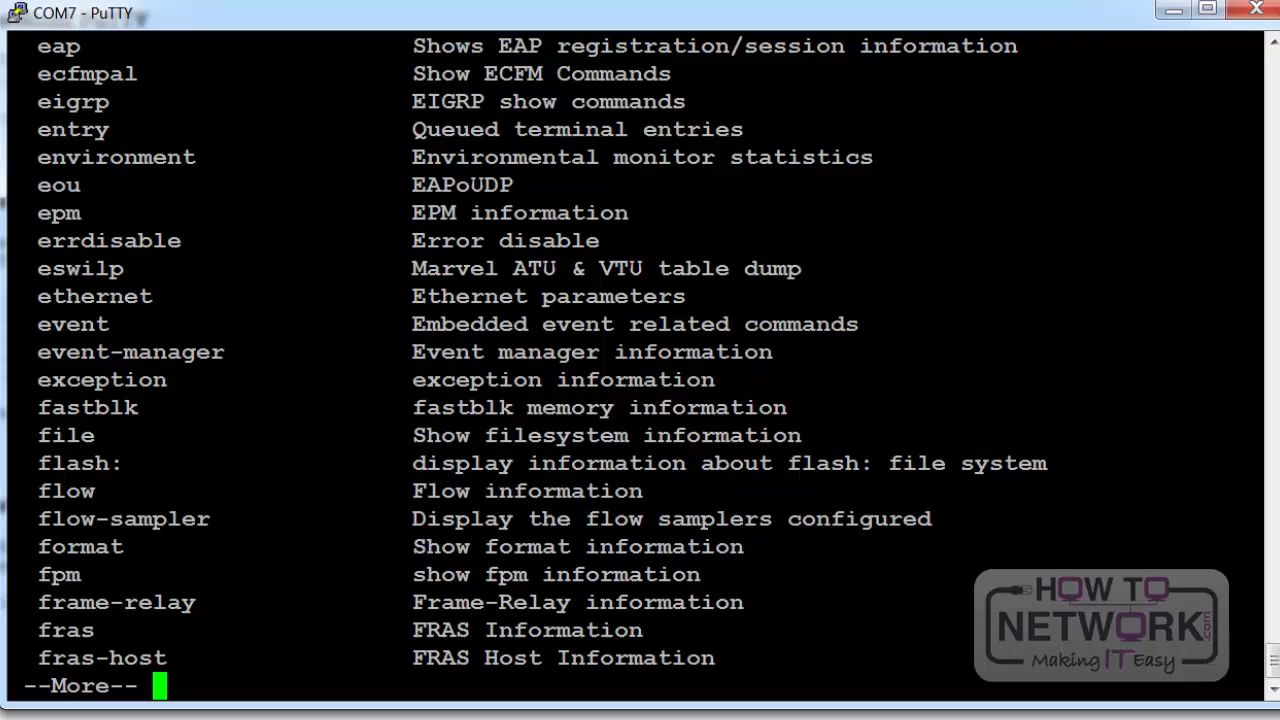 COM7 - PuTTY
eap Shows EAP registration/session information
ecfmpal Show ECFM Commands
eigrp EIGRP show commands
entry Queued terminal entries
environment Environmental monitor statistics
eou EAPoUDP
epm EPM information
errdisable Error disable
eswilp Marvel ATU & VTU table dump
ethernet Ethernet parameters
event Embedded event related commands
event-manager Event manager information
exception exception information
fastblk fastblk memory information
file Show filesystem information
flash: display information about flash: file system
flow Flow information
flow-sampler Display the flow samplers configured
format Show format information
fpm show fpm information
frame-relay Frame-Relay information
fras FRAS Information
fras-host FRAS Host Information
--More--
HOW TO
NETWORK.com
Making IT Easy